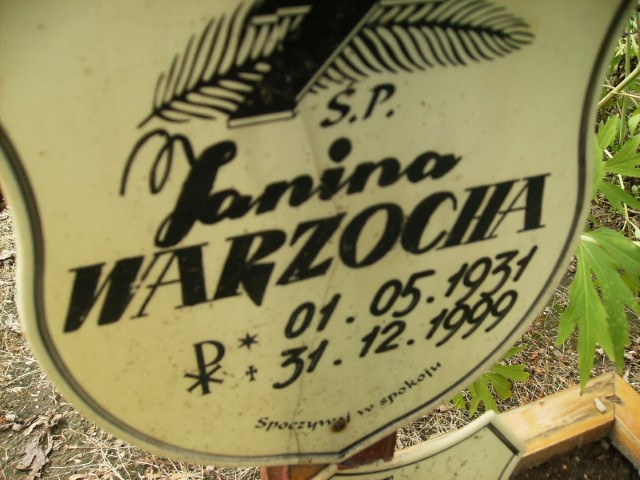 Ś.P.
Janina
WARZOCHA
* 01.05.1931
✝ 31.12.1999
Spoczywaj w spokoju